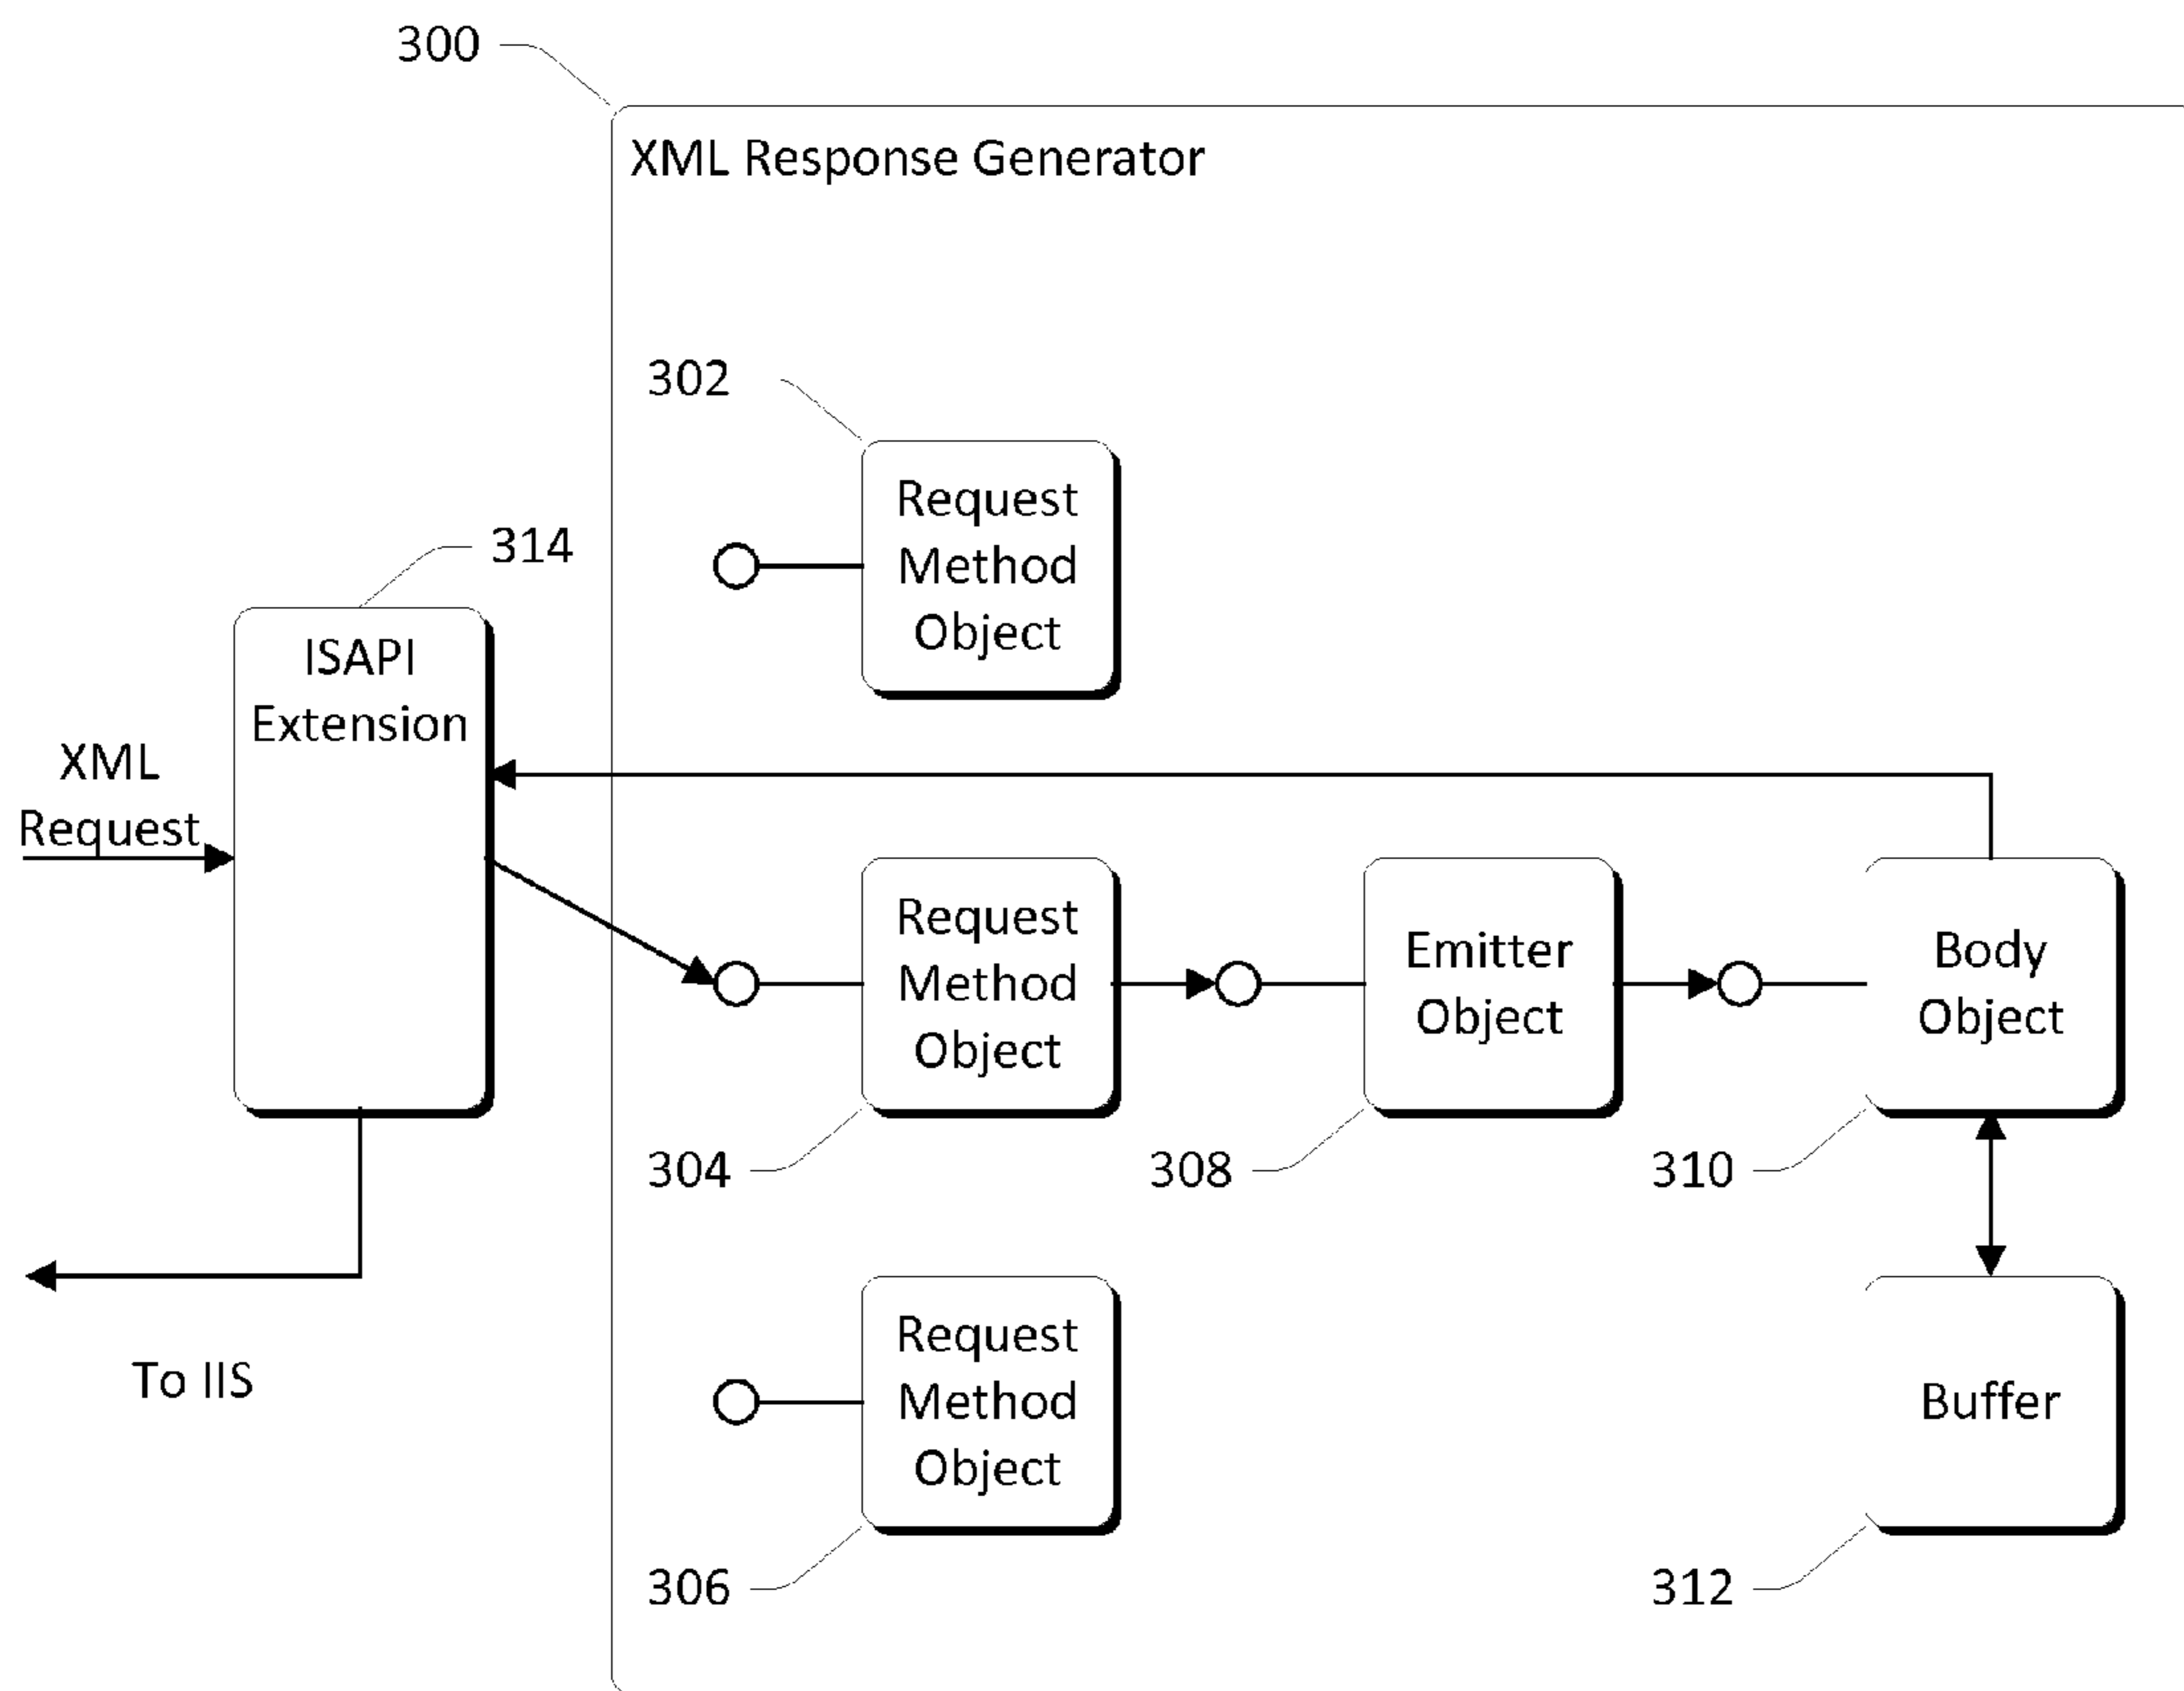 300
XML Response Generator
302
Request
Method
Object
314
ISAPI
Extension
XML
Request
Request
Method
Object
Emitter
Object
Body
Object
304
308
310
To IIS
Request
Method
Object
Buffer
306
312